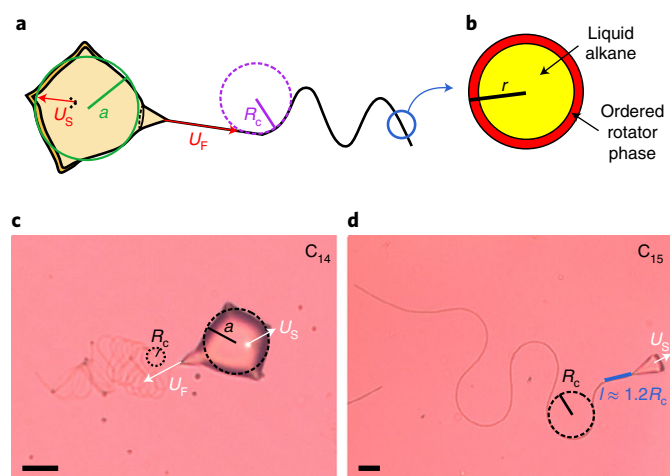 a
U_S
a
U_F
R_c
b
Liquid
alkane
r
Ordered
rotator
phase
c
C_14
R_c
a
U_S
U_F
d
C_15
U_S
R_c
l ≈ 1.2R_c